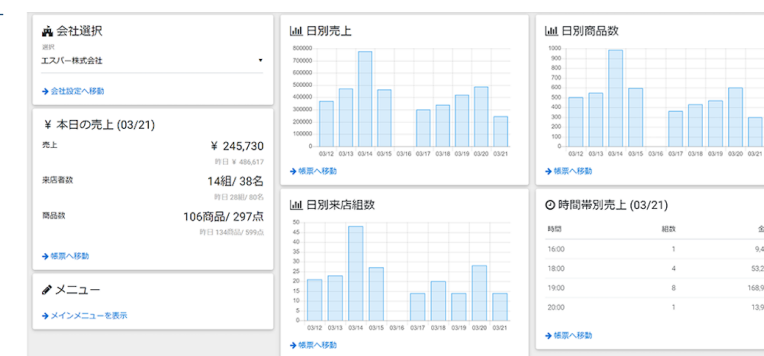 会社選択
選択
エスバー株式会社
会社設定へ移動
¥ 本日の売上 (03/21)
売上 ¥ 245,730
昨日 ¥ 486,617
来店者数 14組/ 38名
昨日 28組/ 80名
商品数 106商品/ 297点
昨日 134商品/ 599点
帳票へ移動
メニュー
メインメニューを表示
日別売上
800000
700000
600000
500000
400000
300000
200000
100000
0
03/12 03/13 03/14 03/15 03/16 03/17 03/18 03/19 03/20 03/21
帳票へ移動
日別来店組数
50
45
40
35
30
25
20
15
10
5
0
03/12 03/13 03/14 03/15 03/16 03/17 03/18 03/19 03/20 03/21
帳票へ移動
日別商品数
1000
900
800
700
600
500
400
300
200
100
0
03/12 03/13 03/14 03/15 03/16 03/17 03/18 03/19 03/20 03/21
帳票へ移動
時間帯別売上 (03/21)
時間 組数 金
16:00 1 9,4
18:00 4 53,2
19:00 8 168,9
20:00 1 13,9
帳票へ移動